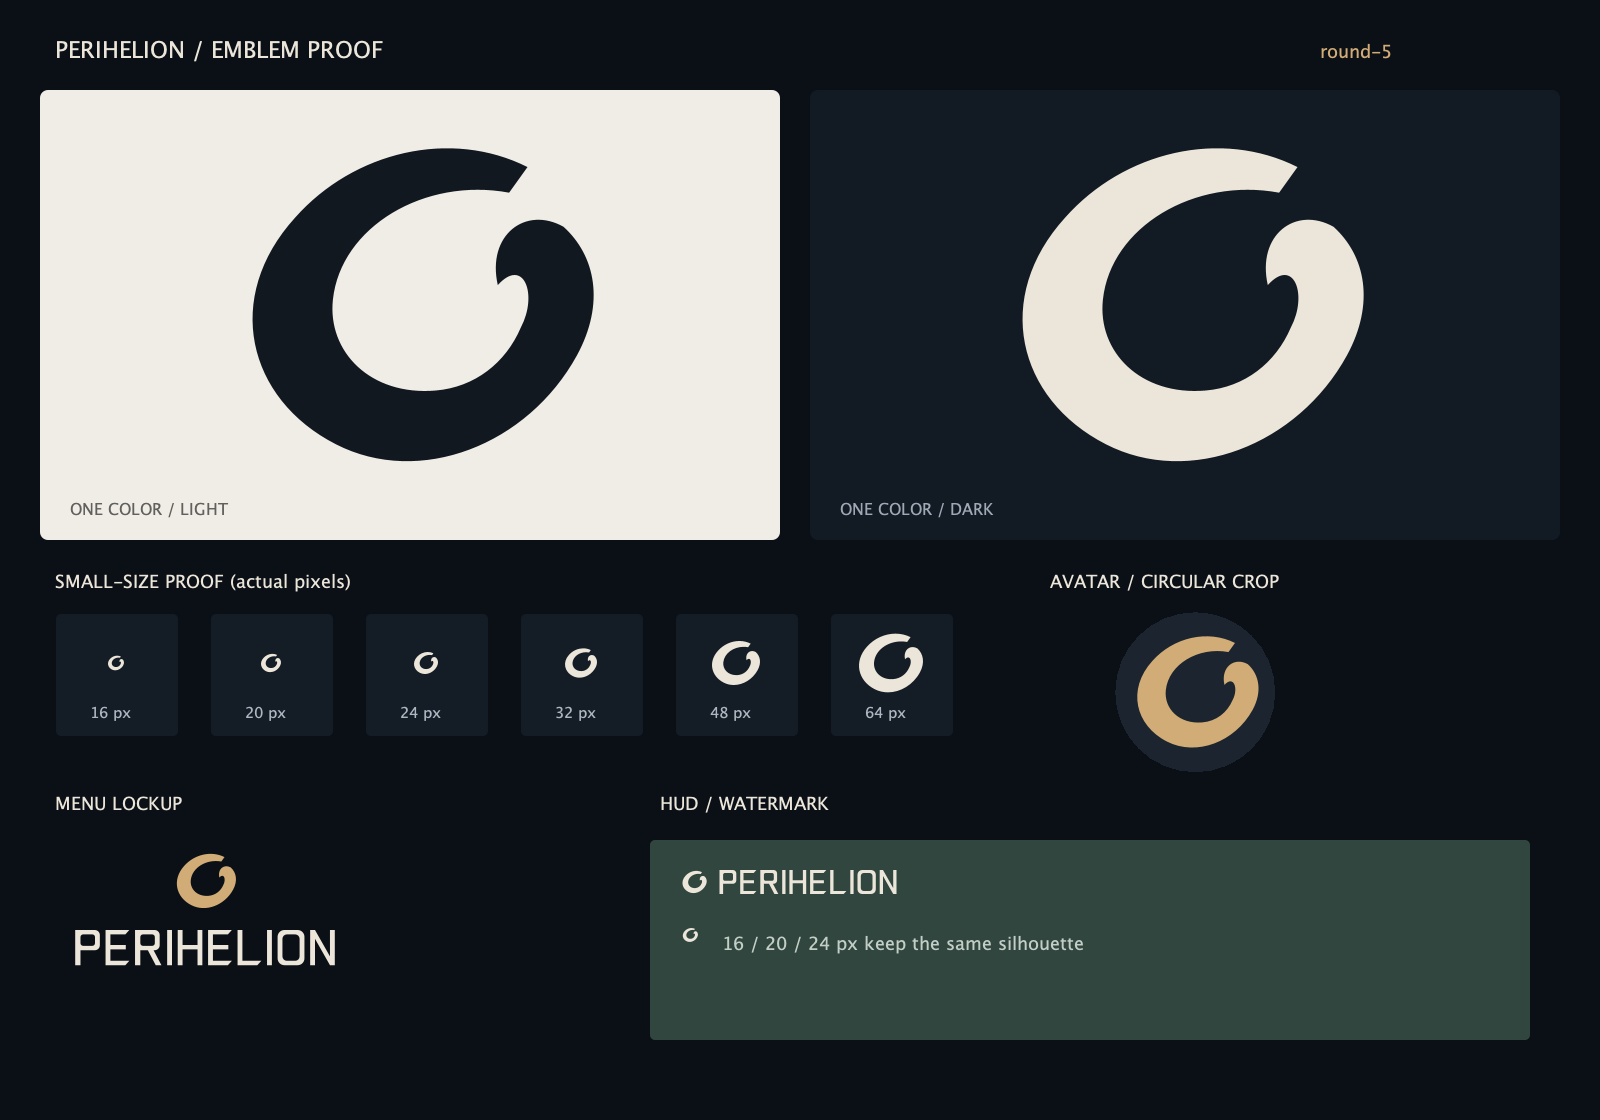 PERIHELION / EMBLEM PROOF
round-5
ONE COLOR / LIGHT
ONE COLOR / DARK
SMALL-SIZE PROOF (actual pixels)
AVATAR / CIRCULAR CROP
16 px
20 px
24 px
32 px
48 px
64 px
MENU LOCKUP
PERIHELION
HUD / WATERMARK
PERIHELION
16 / 20 / 24 px keep the same silhouette